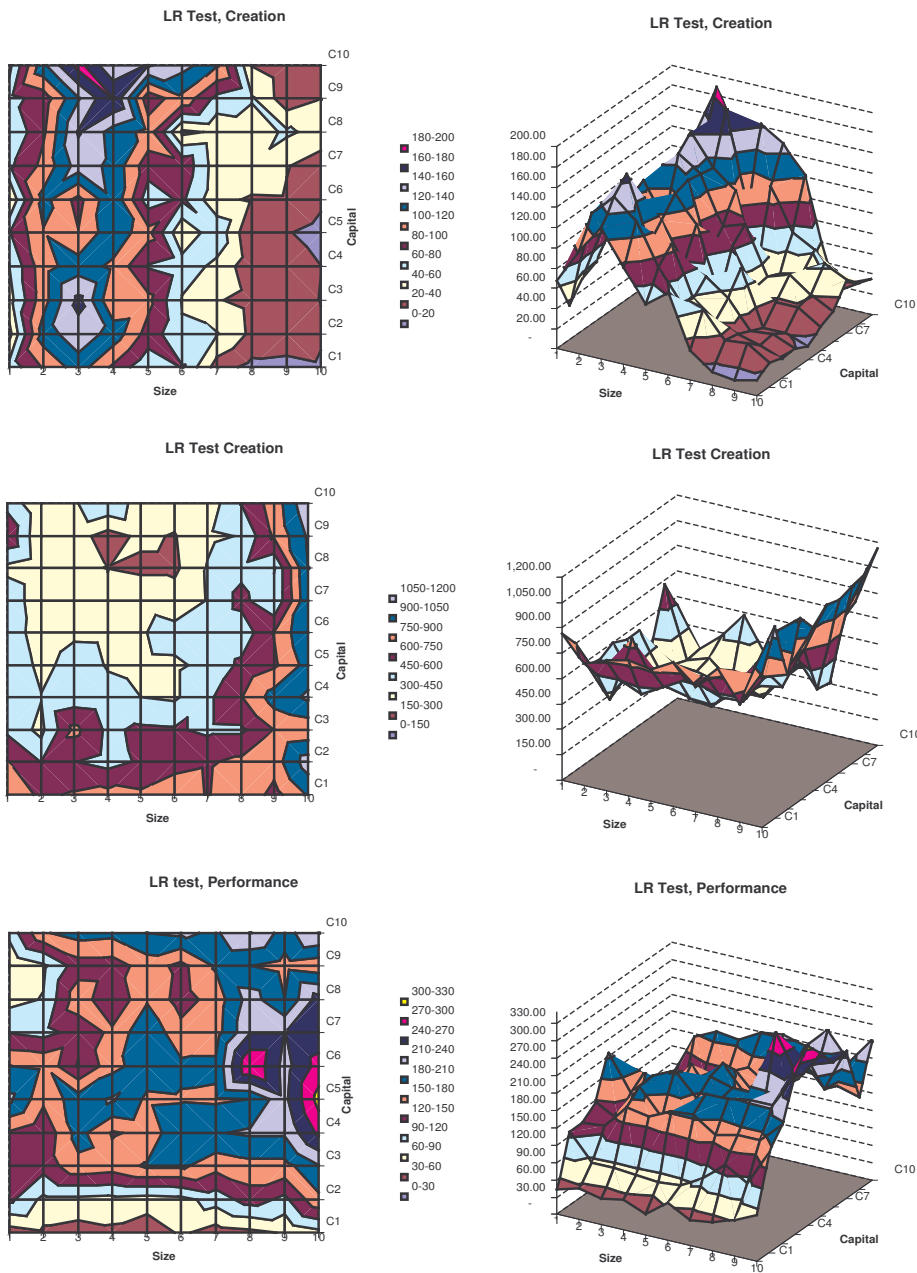 LR Test, Creation
C10
C9
C8
C7
C6
C5
C4
C3
C2
C1
Capital
1 2 3 4 5 6 7 8 9 10
Size
180-200
160-180
140-160
120-140
100-120
80-100
60-80
40-60
20-40
0-20
LR Test, Creation
200.00
180.00
160.00
140.00
120.00
100.00
80.00
60.00
40.00
20.00
-
1 2 3 4 5 6 7 8 9 10
Size
C1
C4
C7
C10
Capital
LR Test Creation
C10
C9
C8
C7
C6
C5
C4
C3
C2
C1
Capital
1 2 3 4 5 6 7 8 9 10
Size
1050-1200
900-1050
750-900
600-750
450-600
300-450
150-300
0-150
LR Test Creation
1,200.00
1,050.00
900.00
750.00
600.00
450.00
300.00
150.00
-
1 2 3 4 5 6 7 8 9 10
Size
C1
C4
C7
C10
Capital
LR test, Performance
C10
C9
C8
C7
C6
C5
C4
C3
C2
C1
Capital
1 2 3 4 5 6 7 8 9 10
Size
300-330
270-300
240-270
210-240
180-210
150-180
120-150
90-120
60-90
30-60
0-30
LR Test, Performance
330.00
300.00
270.00
240.00
210.00
180.00
150.00
120.00
90.00
60.00
30.00
-
1 2 3 4 5 6 7 8 9 10
Size
C1
C4
C7
C10
Capital